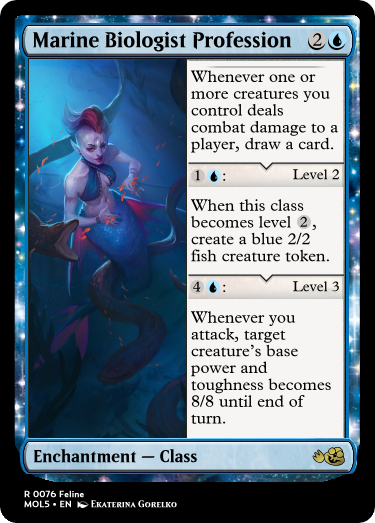 Marine Biologist Profession 2
Whenever one or
more creatures you
control deals
combat damage to a
player, draw a card.
1 : Level 2
When this class
becomes level 2,
create a blue 2/2
fish creature token.
4 : Level 3
Whenever you
attack, target
creature's base
power and
toughness becomes
8/8 until end of
turn.
Enchantment — Class
R 0076 Feline
MOL5 • EN Ekaterina Gorelko